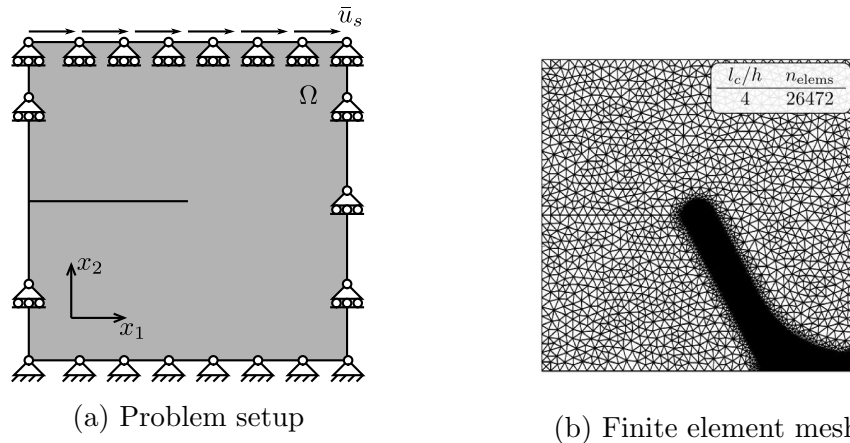 ū_s
Ω
x_2
x_1
l_c/h n_elems
4 26472
(a) Problem setup
(b) Finite element mesh